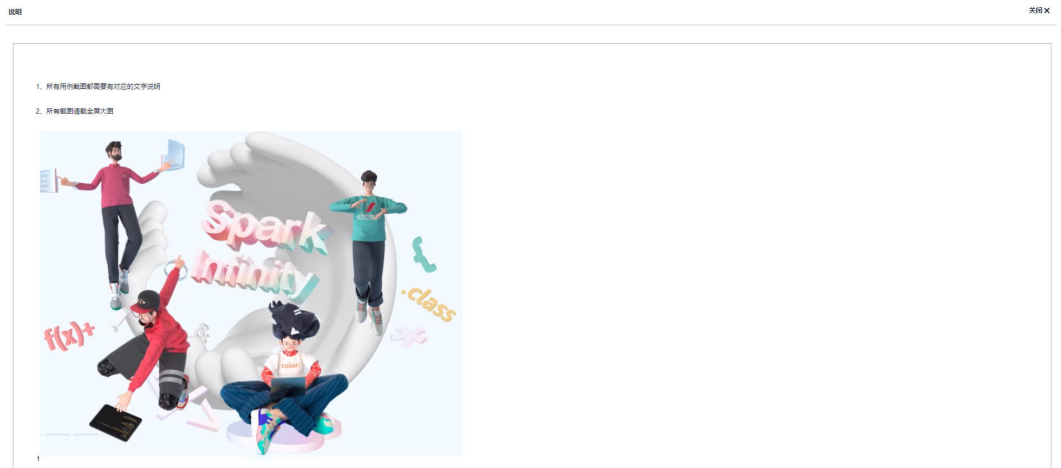 说明
关闭 ×
1、所有用例截图都需要有对应的文字说明
2、所有截图请截全屏大图
Spark
Infinity
.class
f(x)+
color:
1